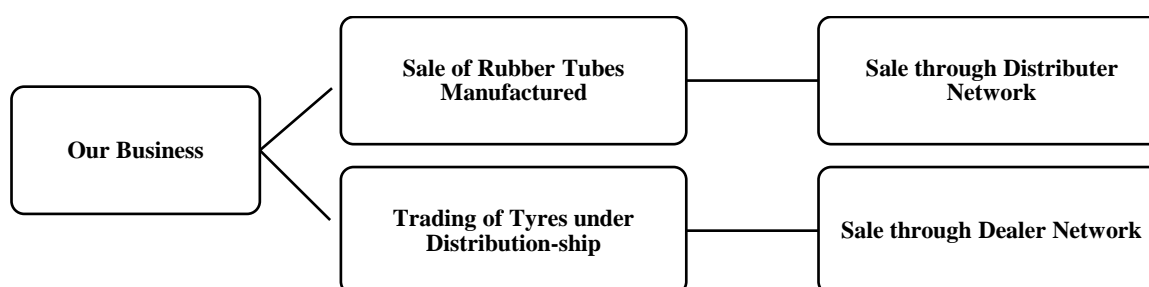 Our Business
Sale of Rubber Tubes
Manufactured
Sale through Distributer
Network
Trading of Tyres under
Distribution-ship
Sale through Dealer Network